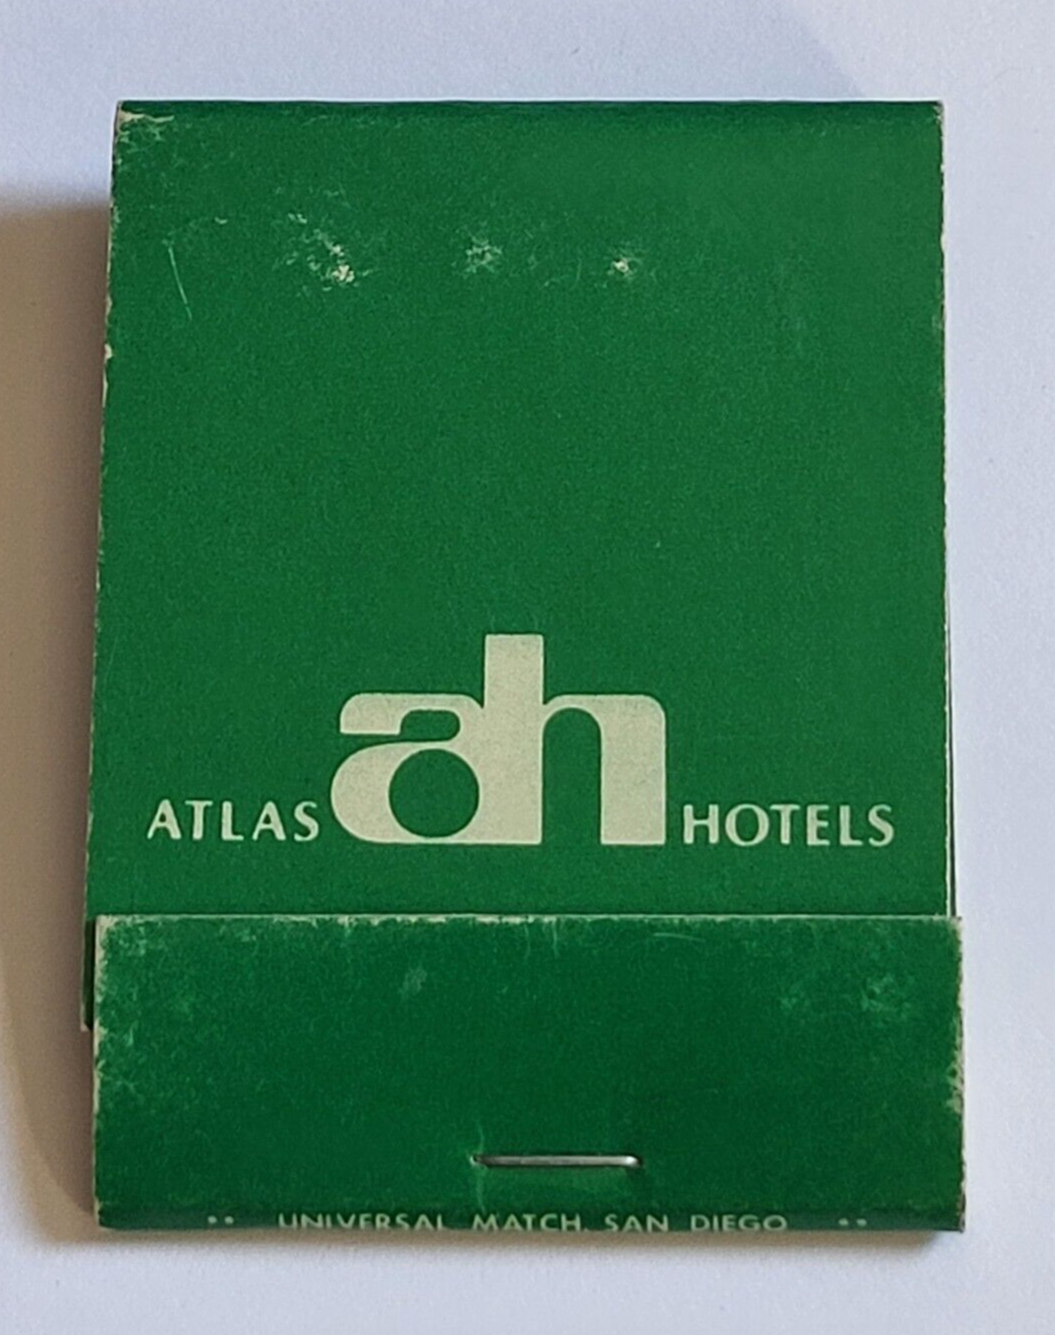 ATLAS ah HOTELS
UNIVERSAL MATCH, SAN DIEGO